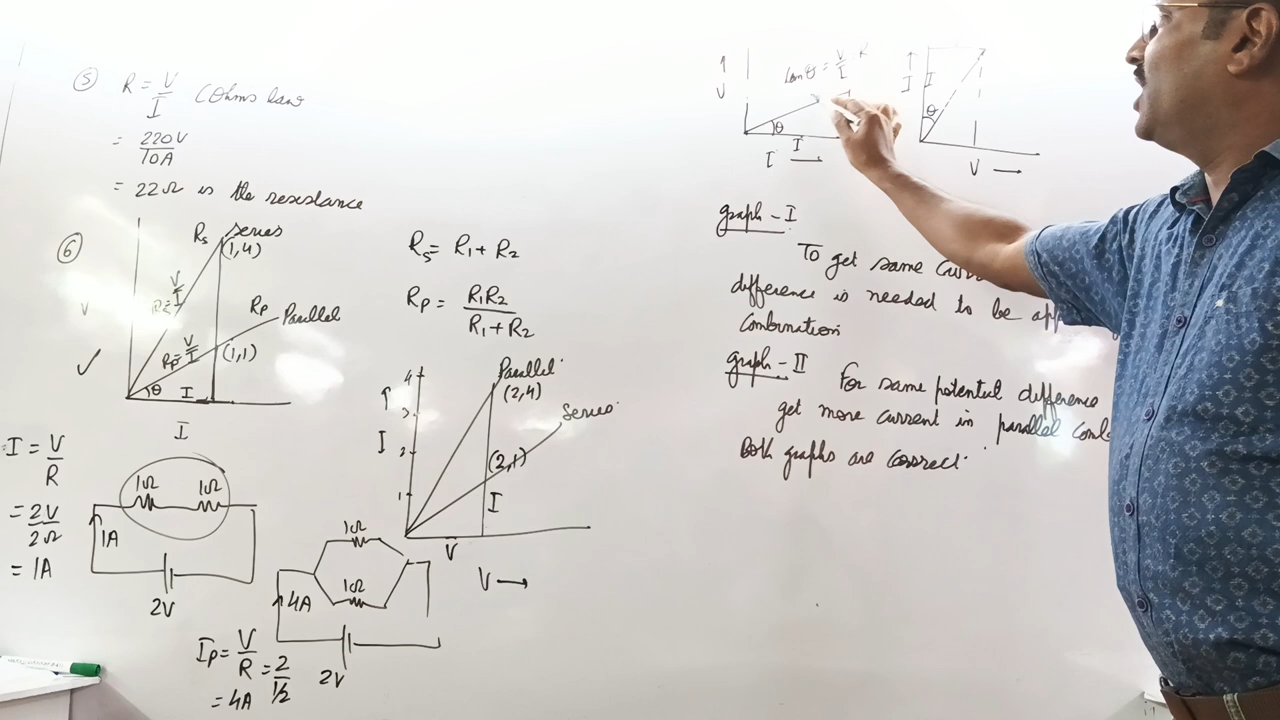 5 R = V/I (Ohms law
= 220V/10A
= 22Ω is the resistance
6
Rs series
(1,4)
V/I
Rp Parallel
Rp = V/I
(1,1)
V
θ I
I
Rs = R1 + R2
Rp = R1R2/R1 + R2
Parallel
(2,4)
Series
(2,1)
4
3
2
1
I
I
V
V
I = V/R
= 2V/2Ω
= 1A
1Ω 1Ω
1A
2V
1Ω
1Ω
4A
2V
Ip = V/R = 2/1/2
= 4A
tan θ = V/I R
V
θ
I
I
I I
θ
V
graph - I
To get same
difference is needed to be
Combination
graph - II
For same potential difference
get more current in parallel
Both graphs are correct.